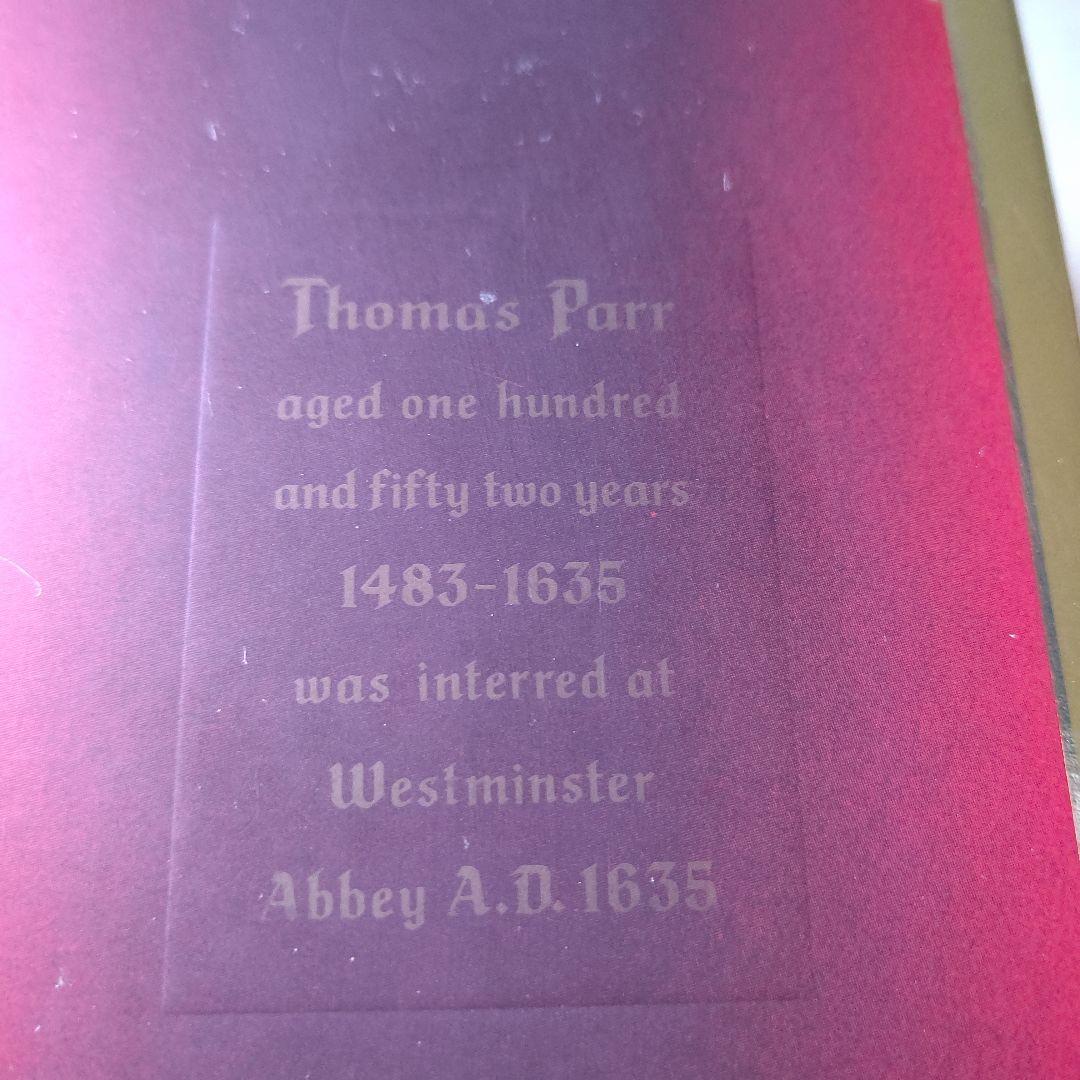 Thomas Parr
aged one hundred
and fifty two years
1483-1635
was interred at
Westminster
Abbey A.D. 1635